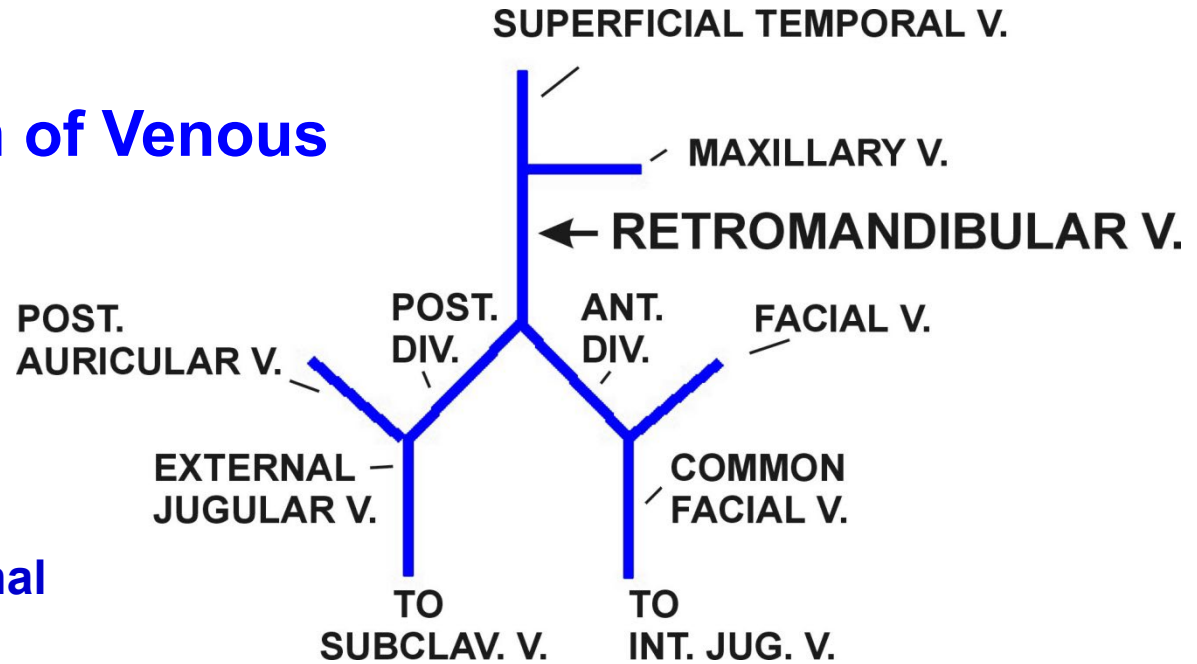 SUPERFICIAL TEMPORAL V.
of Venous
MAXILLARY V.
RETROMANDIBULAR V.
POST.
AURICULAR V.
POST.
DIV.
ANT.
DIV.
FACIAL V.
EXTERNAL
JUGULAR V.
COMMON
FACIAL V.
TO
SUBCLAV. V.
TO
INT. JUG. V.